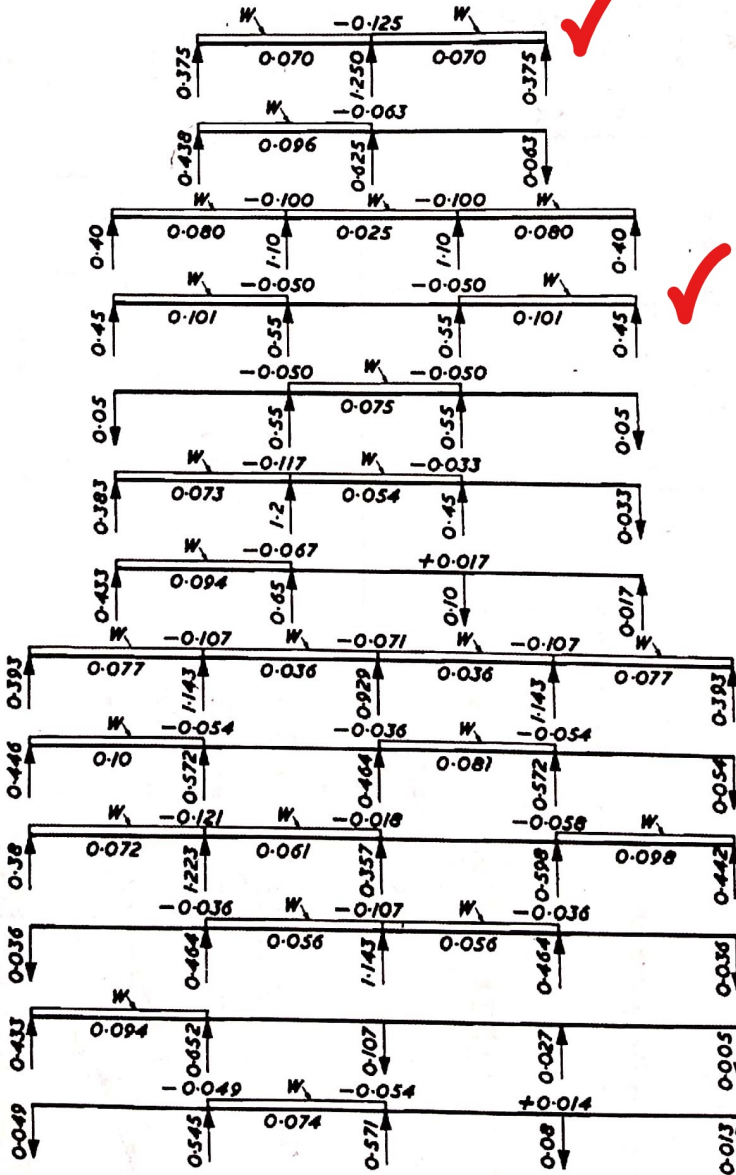 W -0·125 W
0·375 0·070 1·250 0·070 0·375
W -0·063
0·438 0·096 0·625 0·063
W -0·100 W -0·100 W
0·40 0·080 1·10 0·025 1·10 0·080 0·40
W -0·050 -0·050 W
0·45 0·101 0·55 0·55 0·101 0·45
-0·050 W -0·050
0·05 0·55 0·075 0·55 0·05
W -0·117 W -0·033
0·383 0·073 1·2 0·054 0·45 0·033
W -0·067 +0·017
0·433 0·094 0·65 0·10 0·017
W -0·107 W -0·071 W -0·107 W
0·393 0·077 1·143 0·036 0·929 0·036 1·143 0·077 0·393
W -0·054 -0·036 W -0·054
0·446 0·10 0·572 0·464 0·081 0·572 0·054
W -0·121 W -0·018 -0·058 W
0·38 0·072 1·223 0·061 0·357 0·598 0·098 0·442
-0·036 W -0·107 W -0·036
0·036 0·464 0·056 1·143 0·056 0·464 0·036
W
0·433 0·094 0·652 0·107 0·027 0·005
-0·049 W -0·054 +0·014
0·049 0·545 0·074 0·571 0·08 0·013